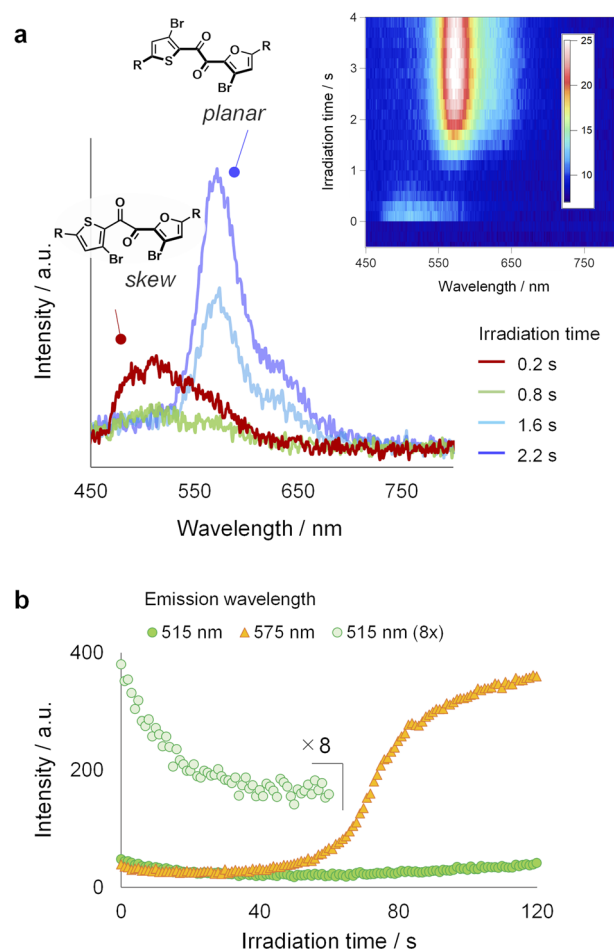 a
Br
O
R
S
O
O
R
Br
planar
O
O
R
S
Br
O
R
Br
skew
Intensity / a.u.
450
550
650
750
Wavelength / nm
Irradiation time / s
4
3
2
1
0
450
500
550
600
650
700
750
Wavelength / nm
25
20
15
10
Irradiation time
0.2 s
0.8 s
1.6 s
2.2 s
b
Emission wavelength
515 nm 575 nm 515 nm (8x)
400
200
0
Intensity / a.u.
× 8
0
40
80
120
Irradiation time / s